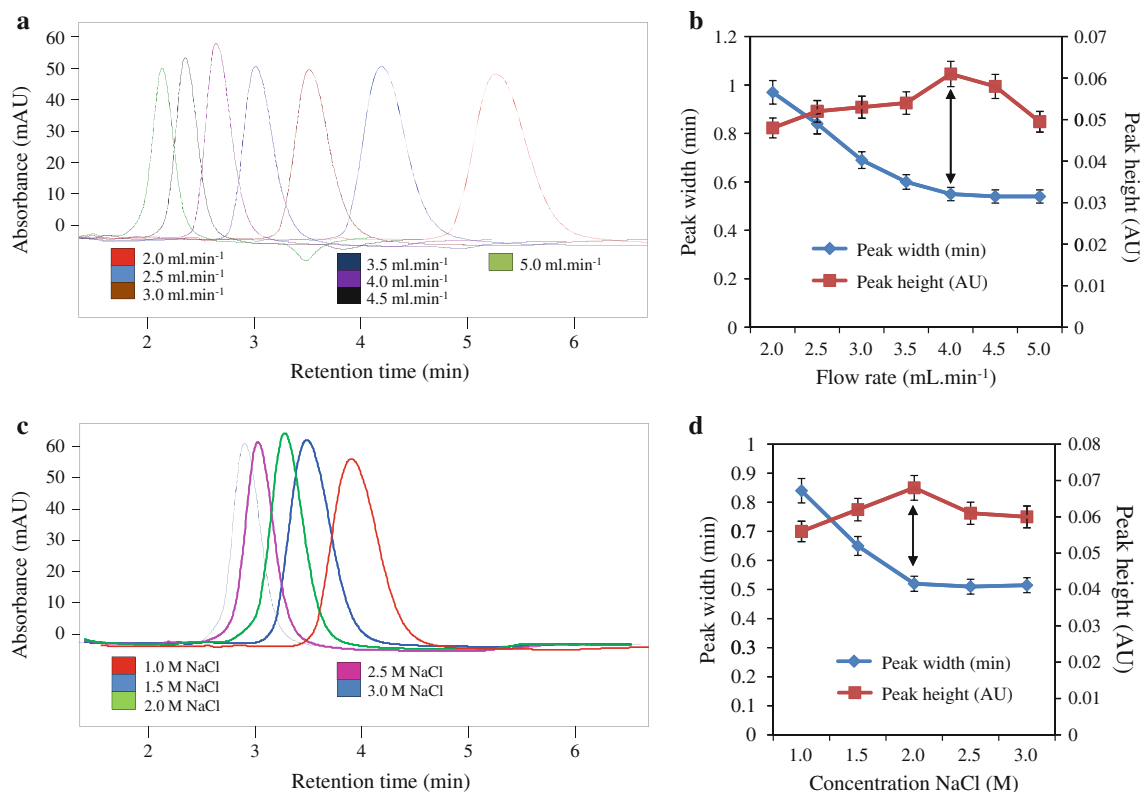 a
Absorbance (mAU)
60
50
40
30
20
10
0
2.0 ml.min⁻¹
2.5 ml.min⁻¹
3.0 ml.min⁻¹
3.5 ml.min⁻¹
4.0 ml.min⁻¹
4.5 ml.min⁻¹
5.0 ml.min⁻¹
2 3 4 5 6
Retention time (min)
b
Peak width (min)
1.2
1
0.8
0.6
0.4
0.2
0
Peak width (min)
Peak height (AU)
0.07
0.06
0.05
0.04
0.03
0.02
0.01
0
Peak height (AU)
2.0 2.5 3.0 3.5 4.0 4.5 5.0
Flow rate (mL.min⁻¹)
c
Absorbance (mAU)
60
50
40
30
20
10
0
1.0 M NaCl
1.5 M NaCl
2.0 M NaCl
2.5 M NaCl
3.0 M NaCl
2 3 4 5 6
Retention time (min)
d
Peak width (min)
1
0.9
0.8
0.7
0.6
0.5
0.4
0.3
0.2
0.1
0
Peak width (min)
Peak height (AU)
0.08
0.07
0.06
0.05
0.04
0.03
0.02
0.01
0
Peak height (AU)
1.0 1.5 2.0 2.5 3.0
Concentration NaCl (M)